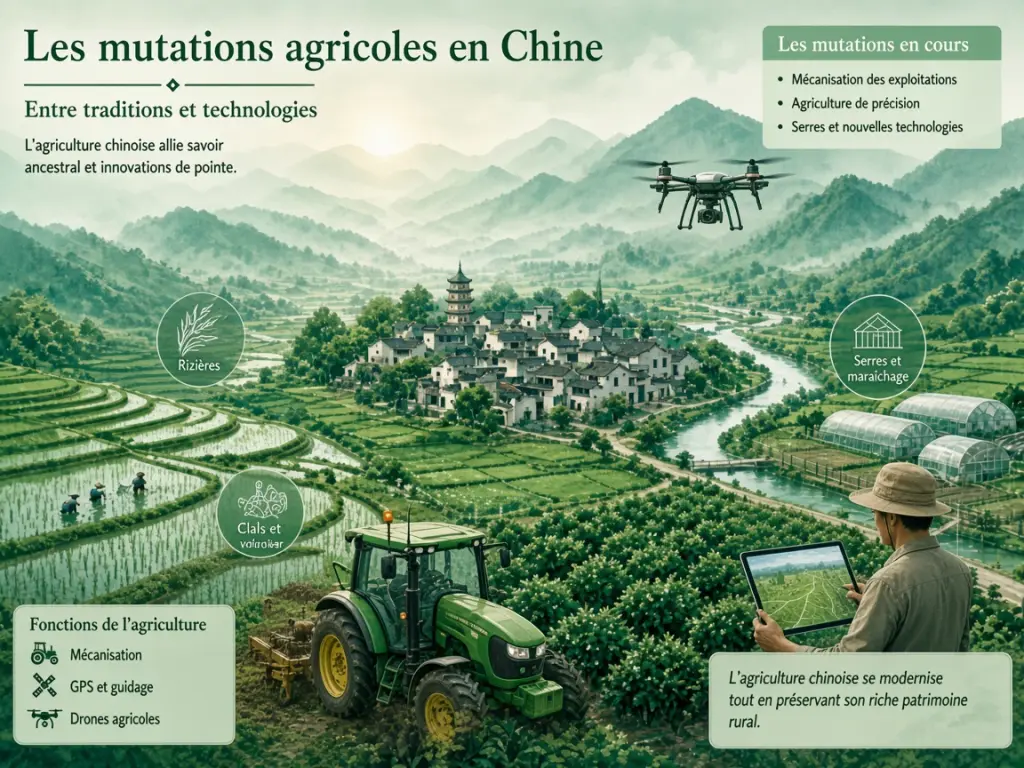 Les mutations agricoles en Chine
Entre traditions et technologies
L'agriculture chinoise allie savoir
ancestral et innovations de pointe.
Les mutations en cours
• Mécanisation des exploitations
• Agriculture de précision
• Serres et nouvelles technologies
Rizières
Serres et
maraîchage
Clals et
Fonctions de l'agriculture
Mécanisation
GPS et guidage
Drones agricoles
L'agriculture chinoise se modernise
tout en préservant son riche patrimoine
rural.